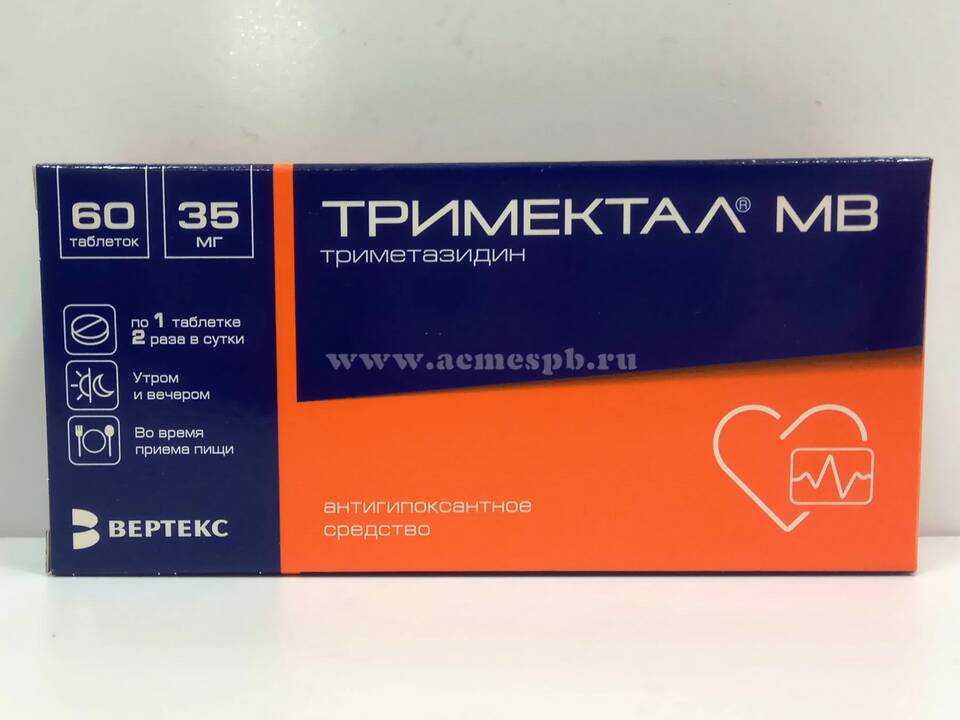 60
таблеток
35
мг
ТРИМЕКТАЛ® МВ
триметазидин
по 1 таблетке
2 раза в сутки
www.acmespb.ru
Утром
и вечером
Во время
приема пищи
антигипоксантное
средство
ВЕРТЕКС